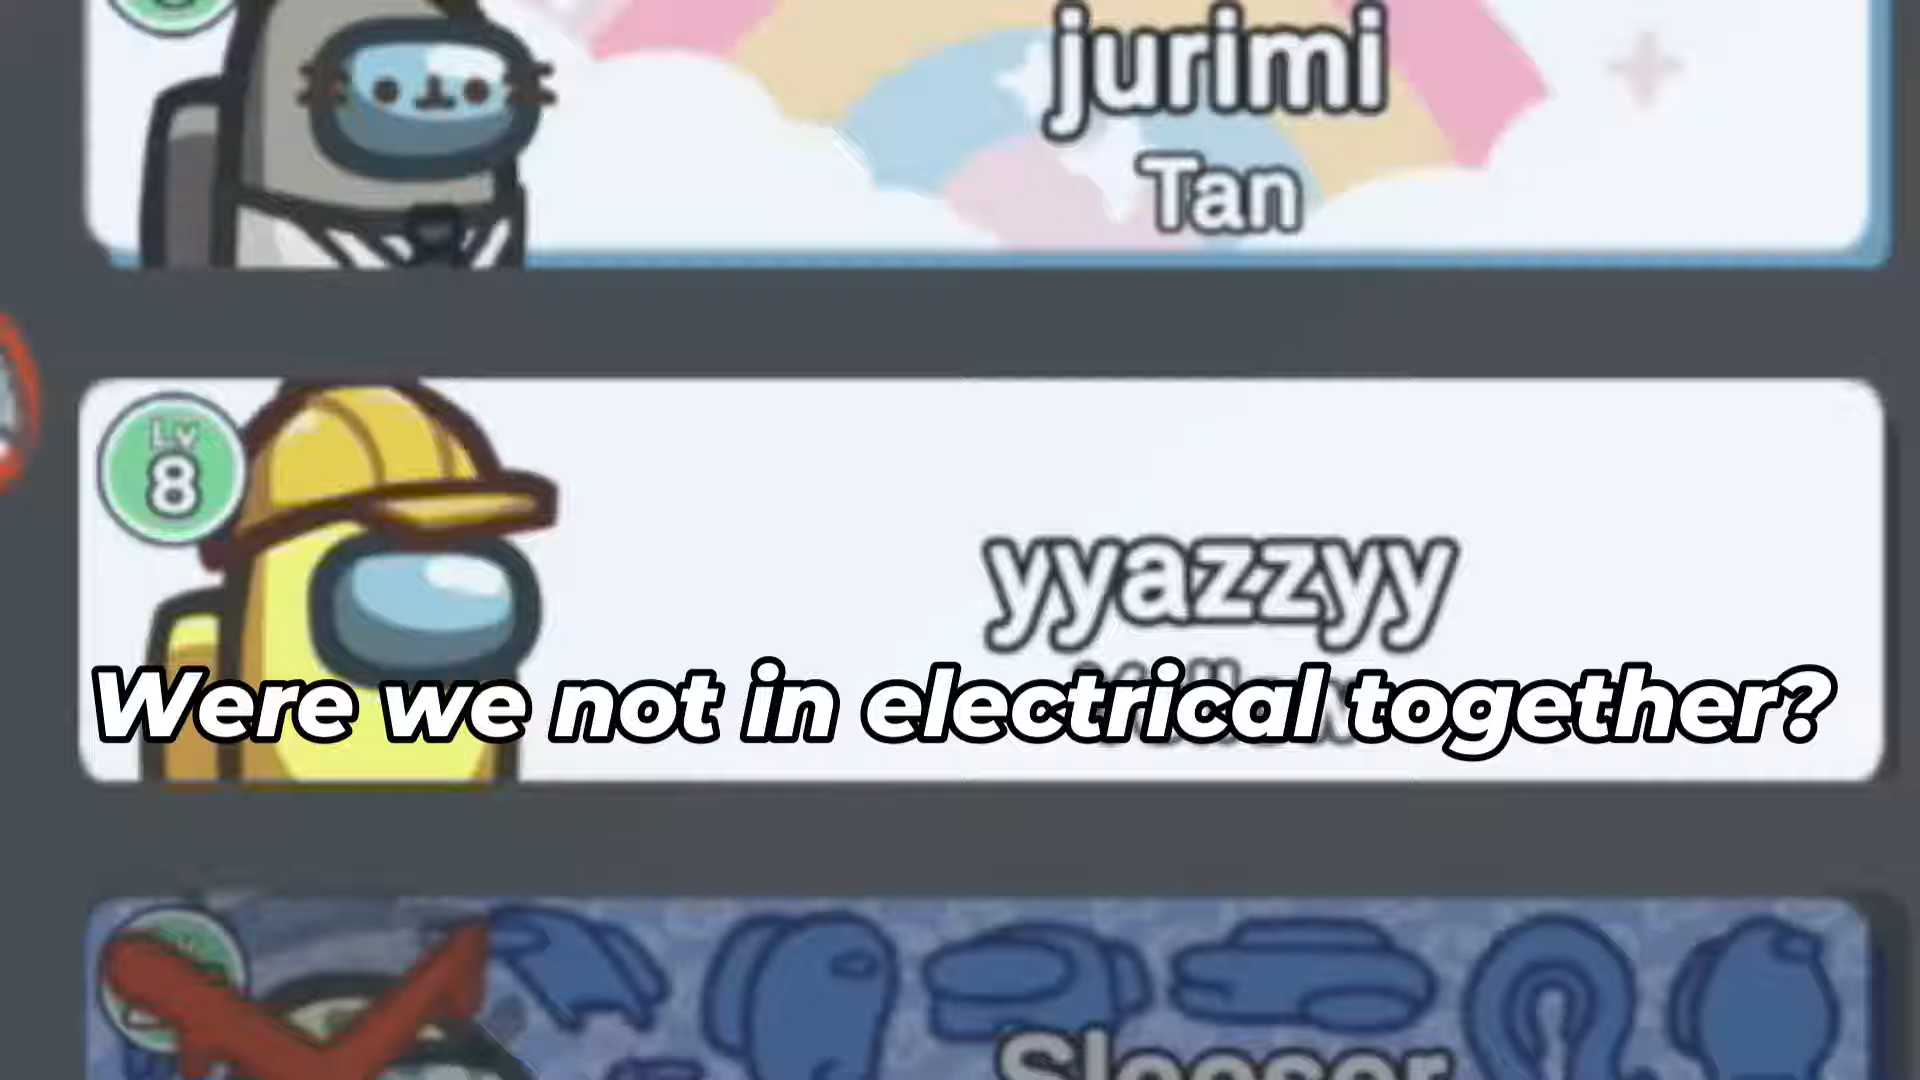 jurimi
Tan
Lv
8
yyazzyy
Were we not in electrical together?